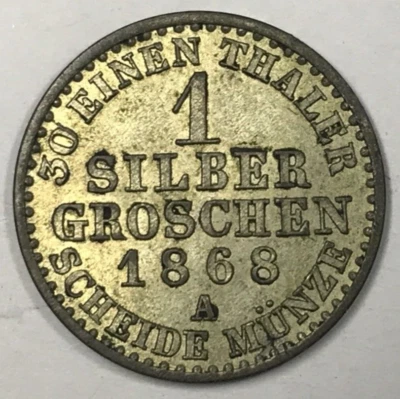 30 EINEN THALER
1
SILBER
GROSCHEN
1868
A
SCHEIDE MÜNZE